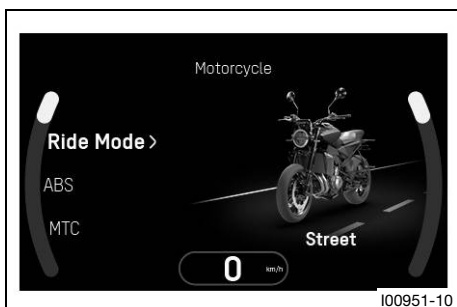 Motorcycle
Ride Mode >
ABS
MTC
Street
0 km/h
I00951-10